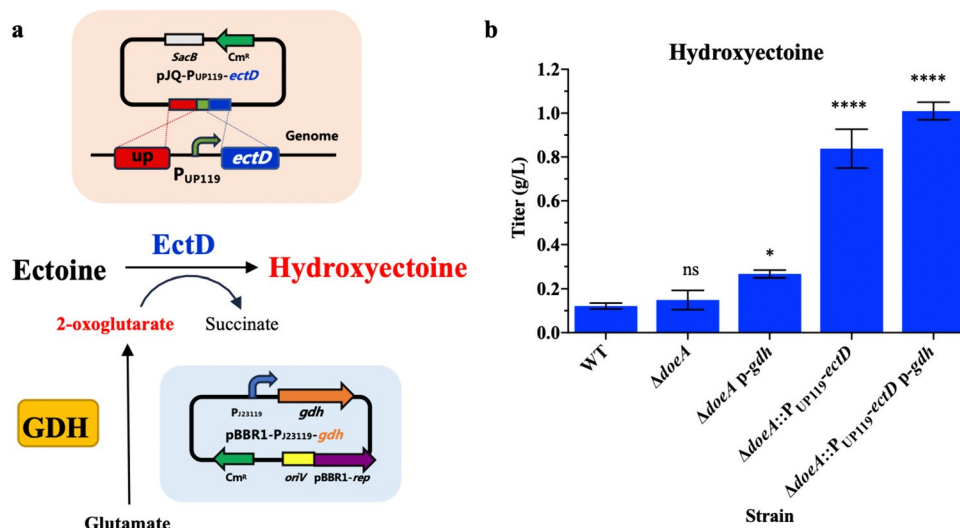 a
SacB
CmR
pJQ-PUP119-ectD
Genome
up
ectD
PUP119
EctD
Ectoine
Hydroxyectoine
2-oxoglutarate
Succinate
GDH
PJ23119
gdh
pBBR1-PJ23119-gdh
CmR
oriV
pBBR1-rep
Glutamate
b
Hydroxyectoine
Titer (g/L)
1.2
1.0
0.8
0.6
0.4
0.2
0.0
ns
*
****
****
WT
ΔdoeA
ΔdoeA p-gdh
ΔdoeA::PUP119-ectD
ΔdoeA::PUP119-ectD p-gdh
Strain